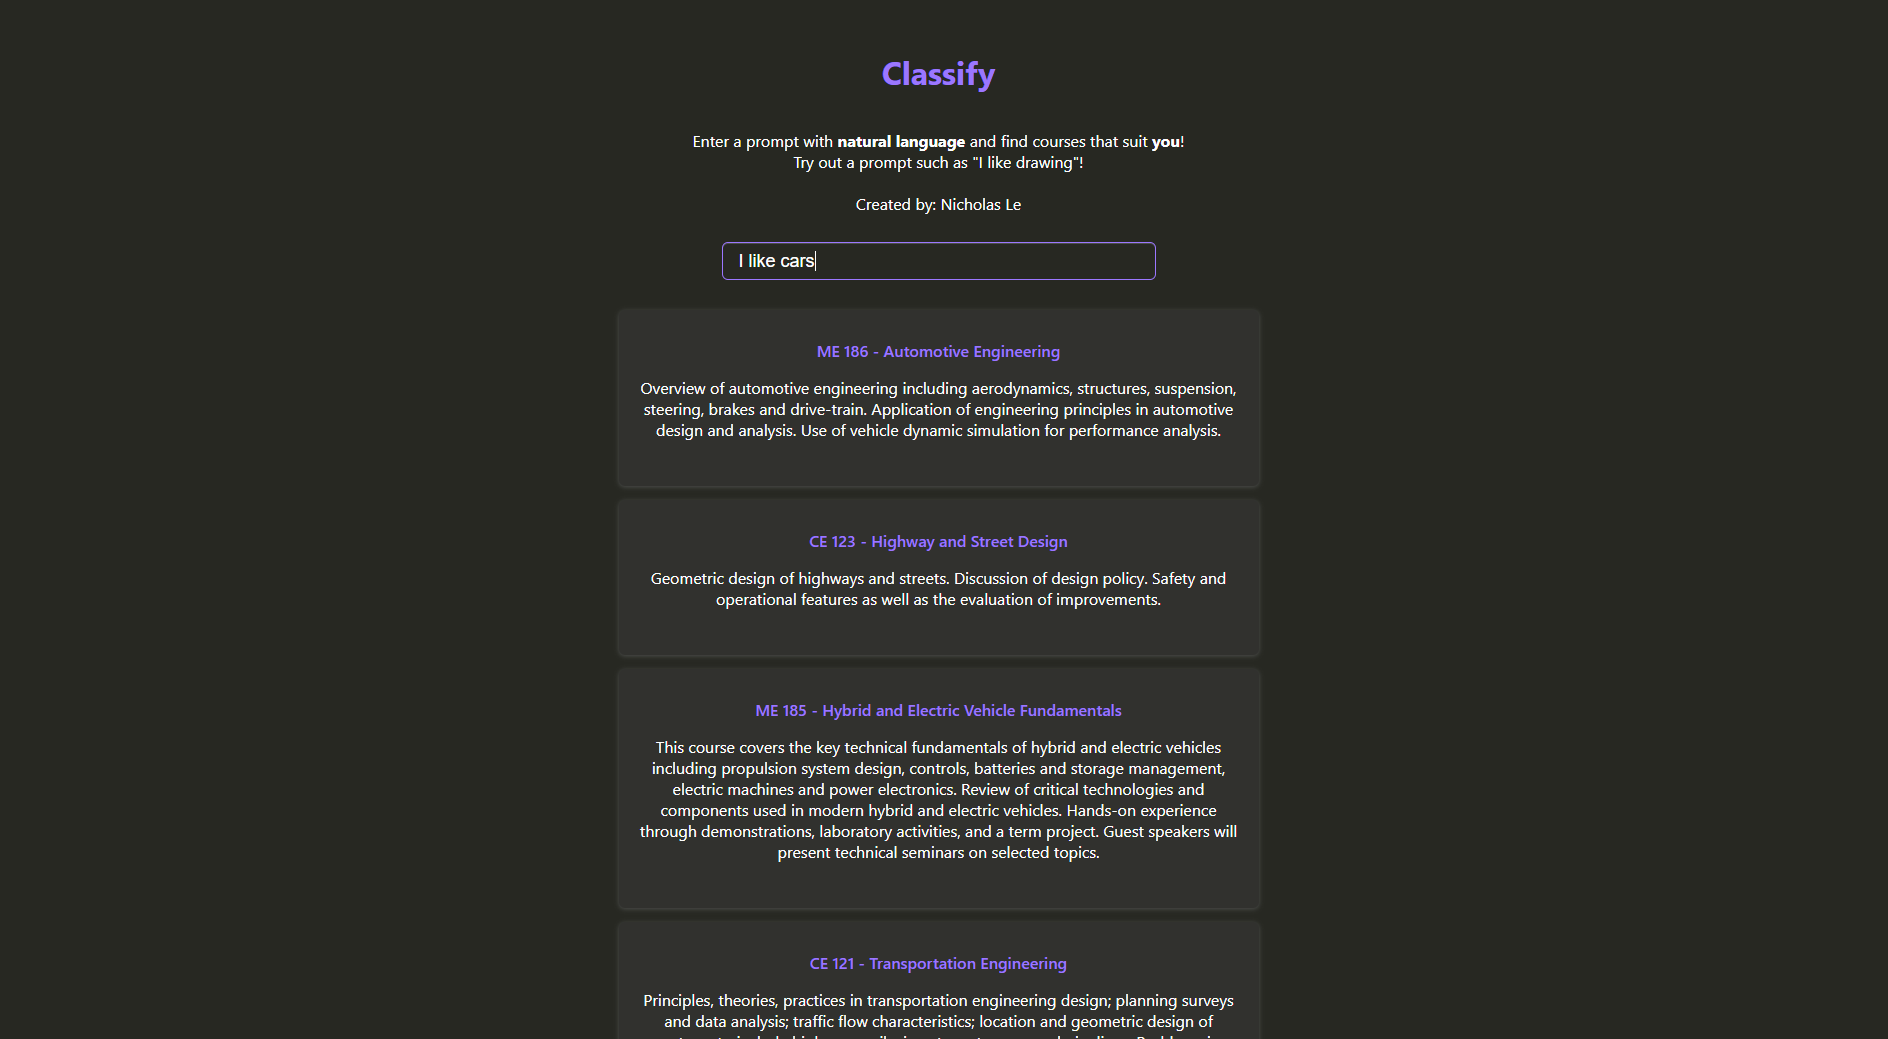 Classify
Enter a prompt with natural language and find courses that suit you!
Try out a prompt such as "I like drawing"!
Created by: Nicholas Le
I like cars
ME 186 - Automotive Engineering
Overview of automotive engineering including aerodynamics, structures, suspension,
steering, brakes and drive-train. Application of engineering principles in automotive
design and analysis. Use of vehicle dynamic simulation for performance analysis.
CE 123 - Highway and Street Design
Geometric design of highways and streets. Discussion of design policy. Safety and
operational features as well as the evaluation of improvements.
ME 185 - Hybrid and Electric Vehicle Fundamentals
This course covers the key technical fundamentals of hybrid and electric vehicles
including propulsion system design, controls, batteries and storage management,
electric machines and power electronics. Review of critical technologies and
components used in modern hybrid and electric vehicles. Hands-on experience
through demonstrations, laboratory activities, and a term project. Guest speakers will
present technical seminars on selected topics.
CE 121 - Transportation Engineering
Principles, theories, practices in transportation engineering design; planning surveys
and data analysis; traffic flow characteristics; location and geometric design of